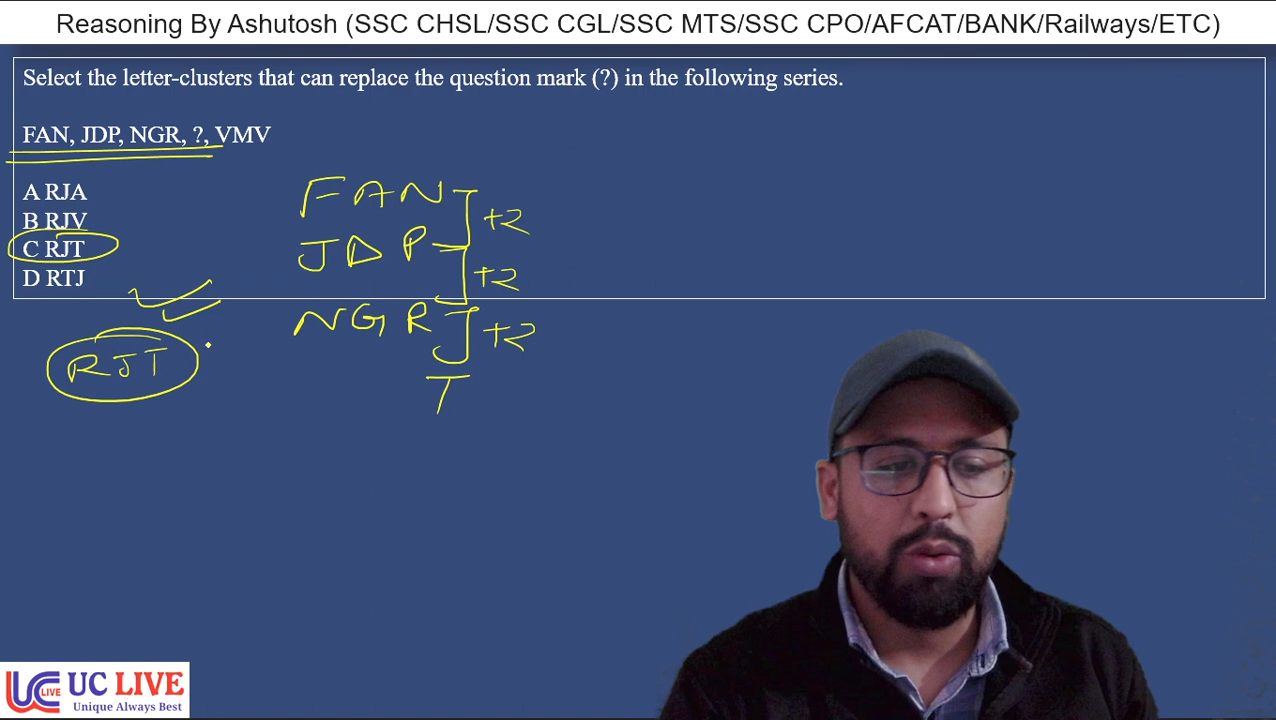 Reasoning By Ashutosh (SSC CHSL/SSC CGL/SSC MTS/SSC CPO/AFCAT/BANK/Railways/ETC)
Select the letter-clusters that can replace the question mark (?) in the following series.
FAN, JDP, NGR, ?, VMV
A RJA
B RJV
C RJT
D RTJ
FAN
+2
JDP
+2
NGR
+2
T
RJT
UC LIVE
LIVE
Unique Always Best